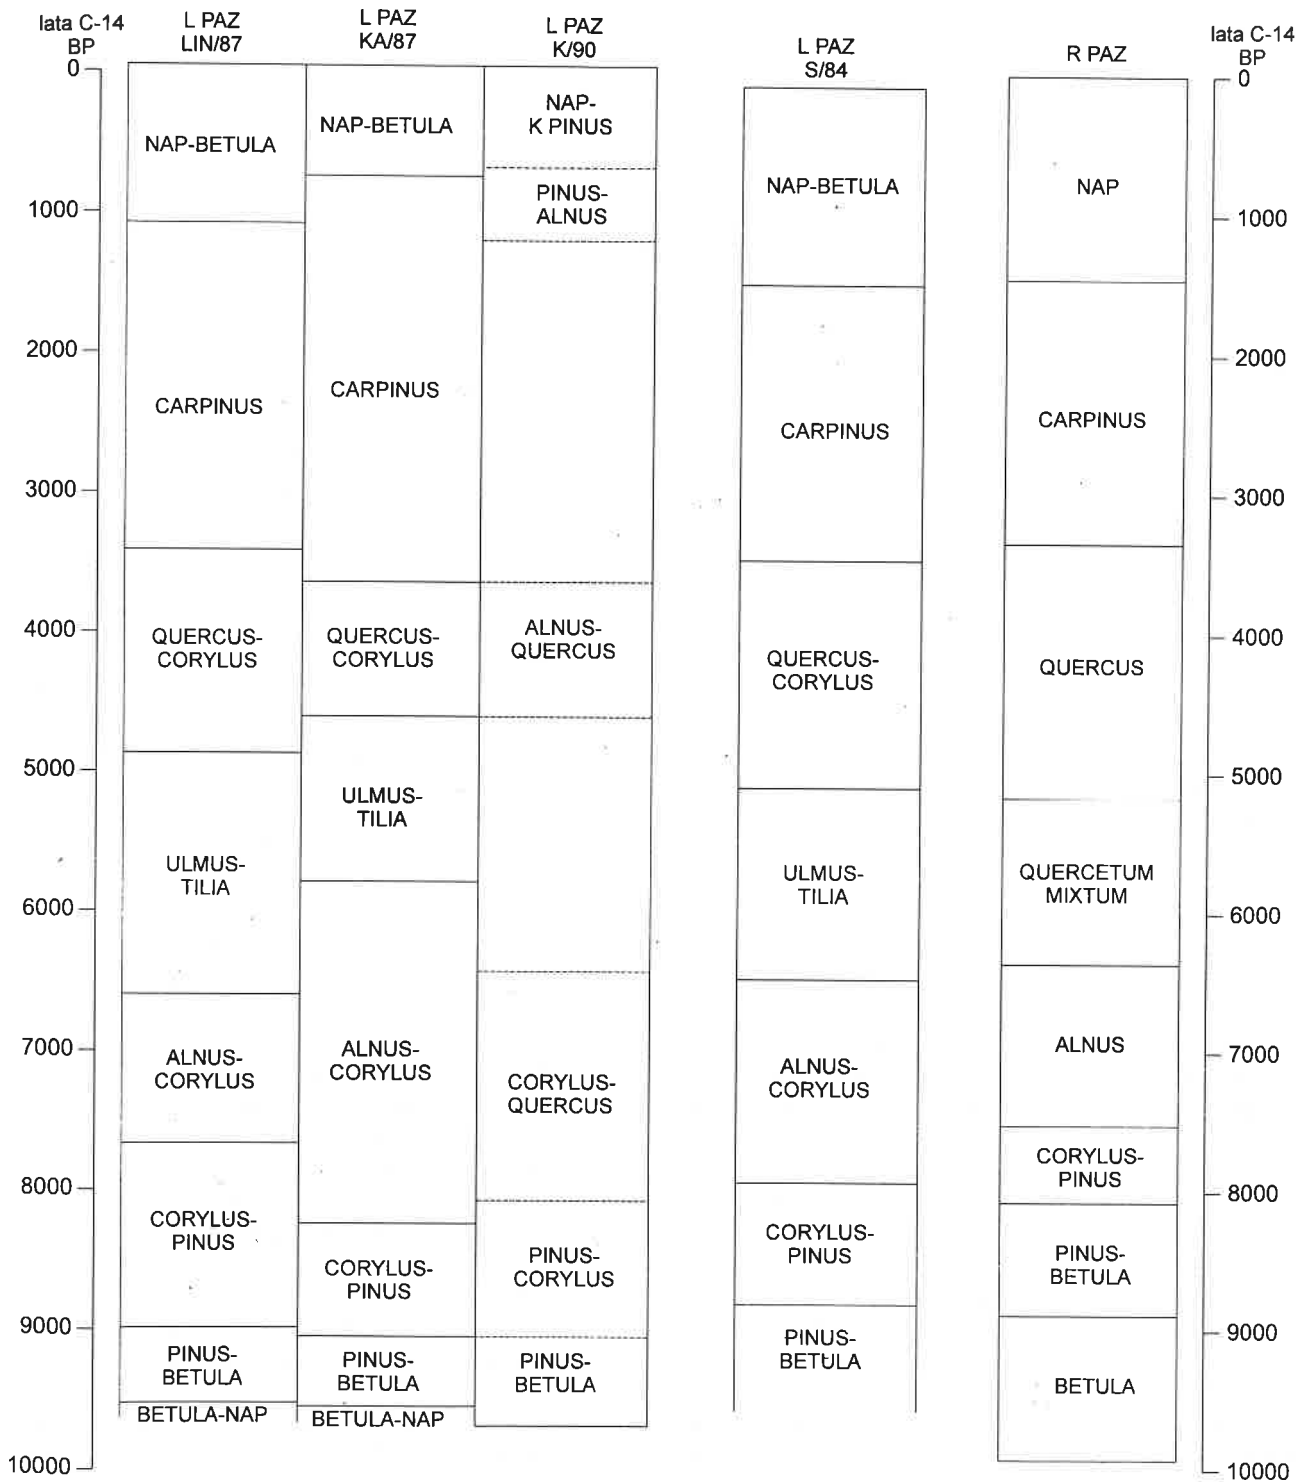 lata C-14
BP
0
1000
2000
3000
4000
5000
6000
7000
8000
9000
10000
L PAZ
LIN/87
NAP-BETULA
CARPINUS
QUERCUS-
CORYLUS
ULMUS-
TILIA
ALNUS-
CORYLUS
CORYLUS-
PINUS
PINUS-
BETULA
BETULA-NAP
L PAZ
KA/87
NAP-BETULA
CARPINUS
QUERCUS-
CORYLUS
ULMUS-
TILIA
ALNUS-
CORYLUS
CORYLUS-
PINUS
PINUS-
BETULA
BETULA-NAP
L PAZ
K/90
NAP-
K PINUS
PINUS-
ALNUS
ALNUS-
QUERCUS
CORYLUS-
QUERCUS
PINUS-
CORYLUS
PINUS-
BETULA
L PAZ
S/84
NAP-BETULA
CARPINUS
QUERCUS-
CORYLUS
ULMUS-
TILIA
ALNUS-
CORYLUS
CORYLUS-
PINUS
PINUS-
BETULA
R PAZ
NAP
CARPINUS
QUERCUS
QUERCETUM
MIXTUM
ALNUS
CORYLUS-
PINUS
PINUS-
BETULA
BETULA
lata C-14
BP
0
1000
2000
3000
4000
5000
6000
7000
8000
9000
10000